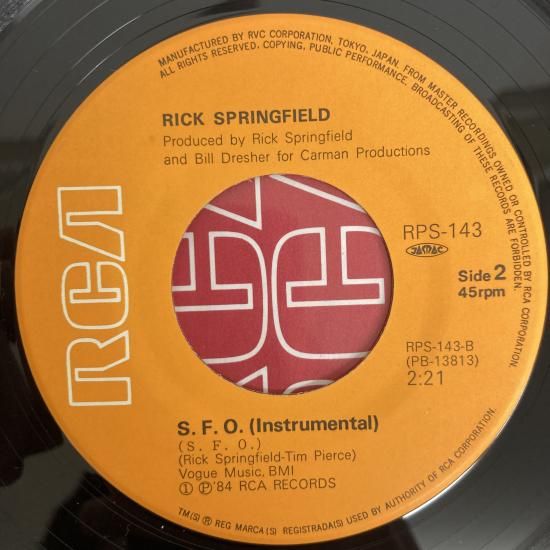 MANUFACTURED BY RVC CORPORATION, TOKYO, JAPAN, FROM MASTER RECORDINGS OWNED OR CONTROLLED BY RCA CORPORATION.
ALL RIGHTS RESERVED. COPYING, PUBLIC PERFORMANCE, BROADCASTING OF THESE RECORDS ARE FORBIDDEN.
RICK SPRINGFIELD
Produced by Rick Springfield
and Bill Dresher for Carman Productions
RCA
RPS-143
JASRAC
Side 2
45rpm
RPS-143-B
(PB-13813)
2:21
S. F. O. (Instrumental)
(S. F. O.)
(Rick Springfield-Tim Pierce)
Vogue Music, BMI
① Ⓟ'84 RCA RECORDS
TM(S) ® REG MARCA(S) REGISTRADA(S) USED BY AUTHORITY OF RCA CORPORATION.